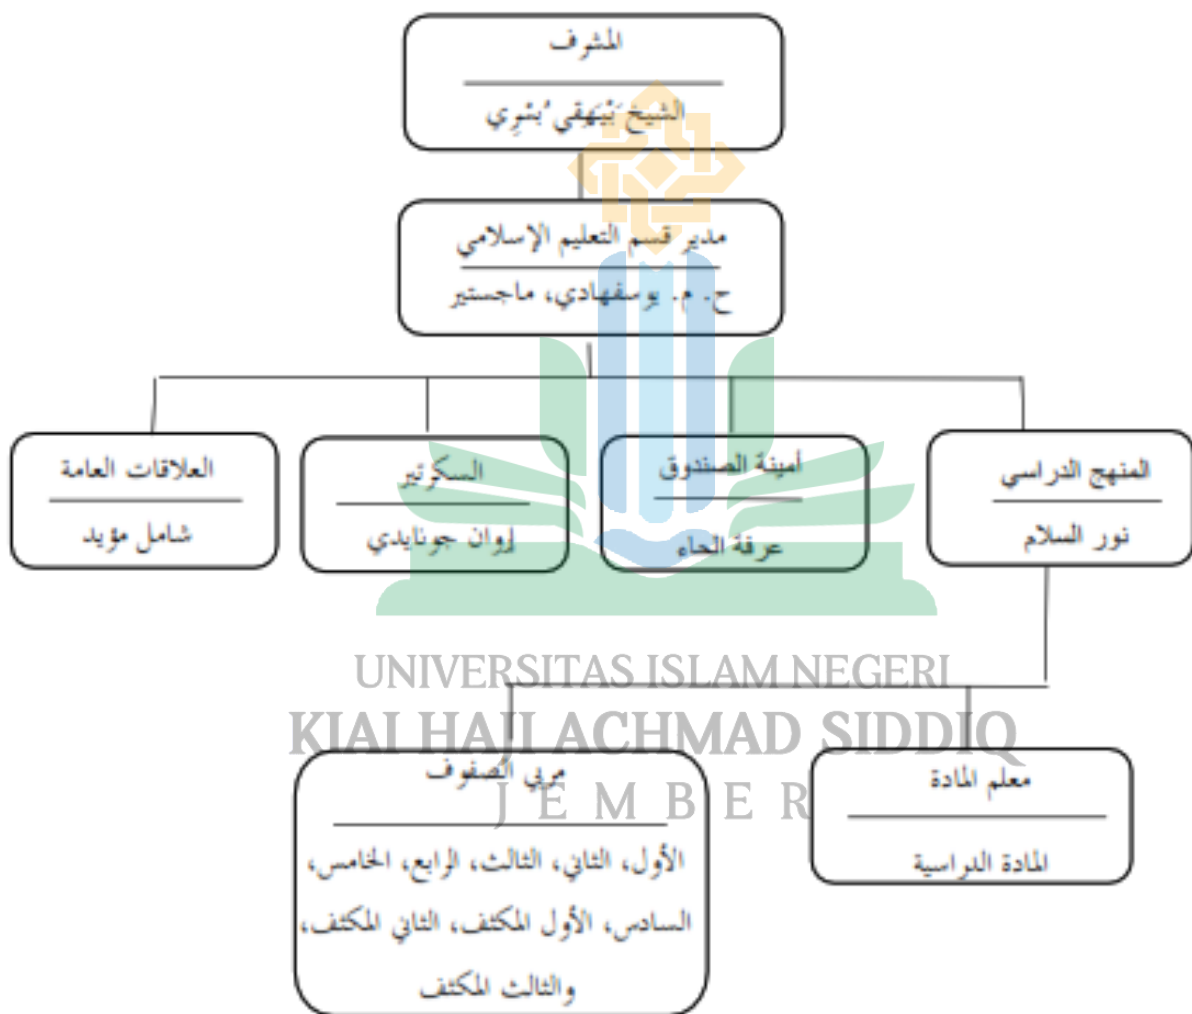 المشرف
الشيخ بَيْهَقِي بُشْرِي
مدير قسم التعليم الإسلامي
ح. م. يوسفهادي، ماجستير
المنهج الدراسي
نور السلام
أمينة الصندوق
عرفة الحاء
السكرتير
إروان جونايدي
العلاقات العامة
شامل مؤيد
UNIVERSITAS ISLAM NEGERI
KIAI HAJI ACHMAD SIDDIQ
JEMBER
معلم المادة
المادة الدراسية
مربي الصفوف
الأول، الثاني، الثالث، الرابع، الخامس،
السادس، الأول المكثف، الثاني المكثف،
والثالث المكثف